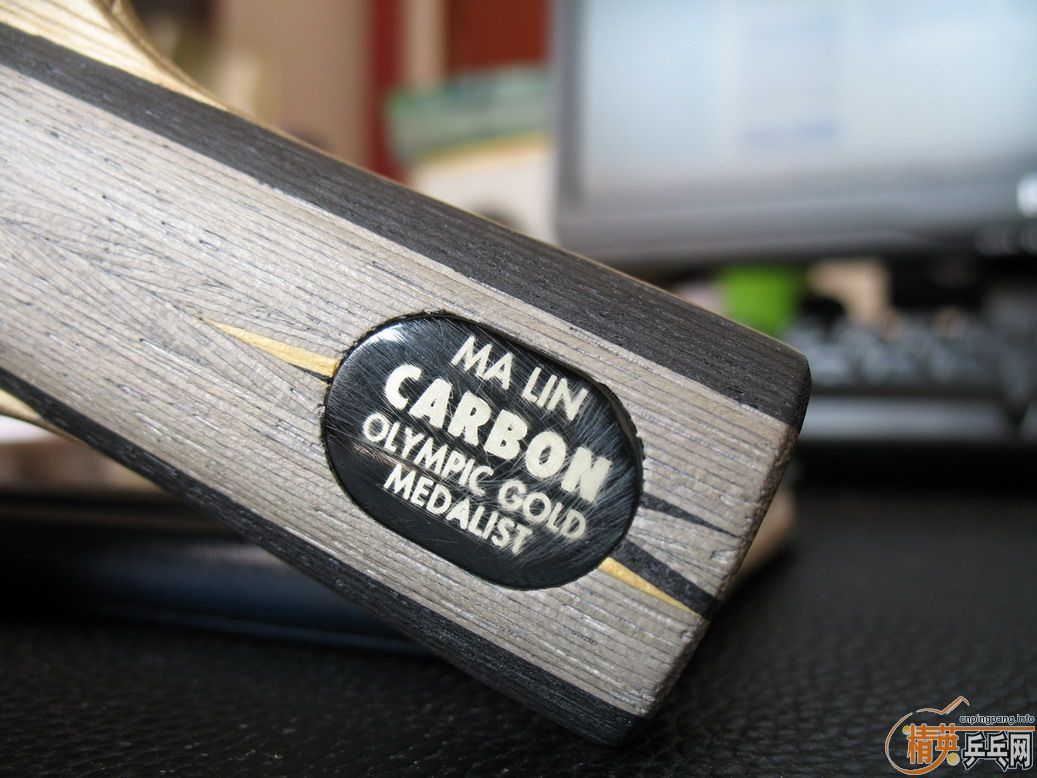 MA LIN
CARBON
OLYMPIC GOLD
MEDALIST
cnpingpang.info
精英乒乓网